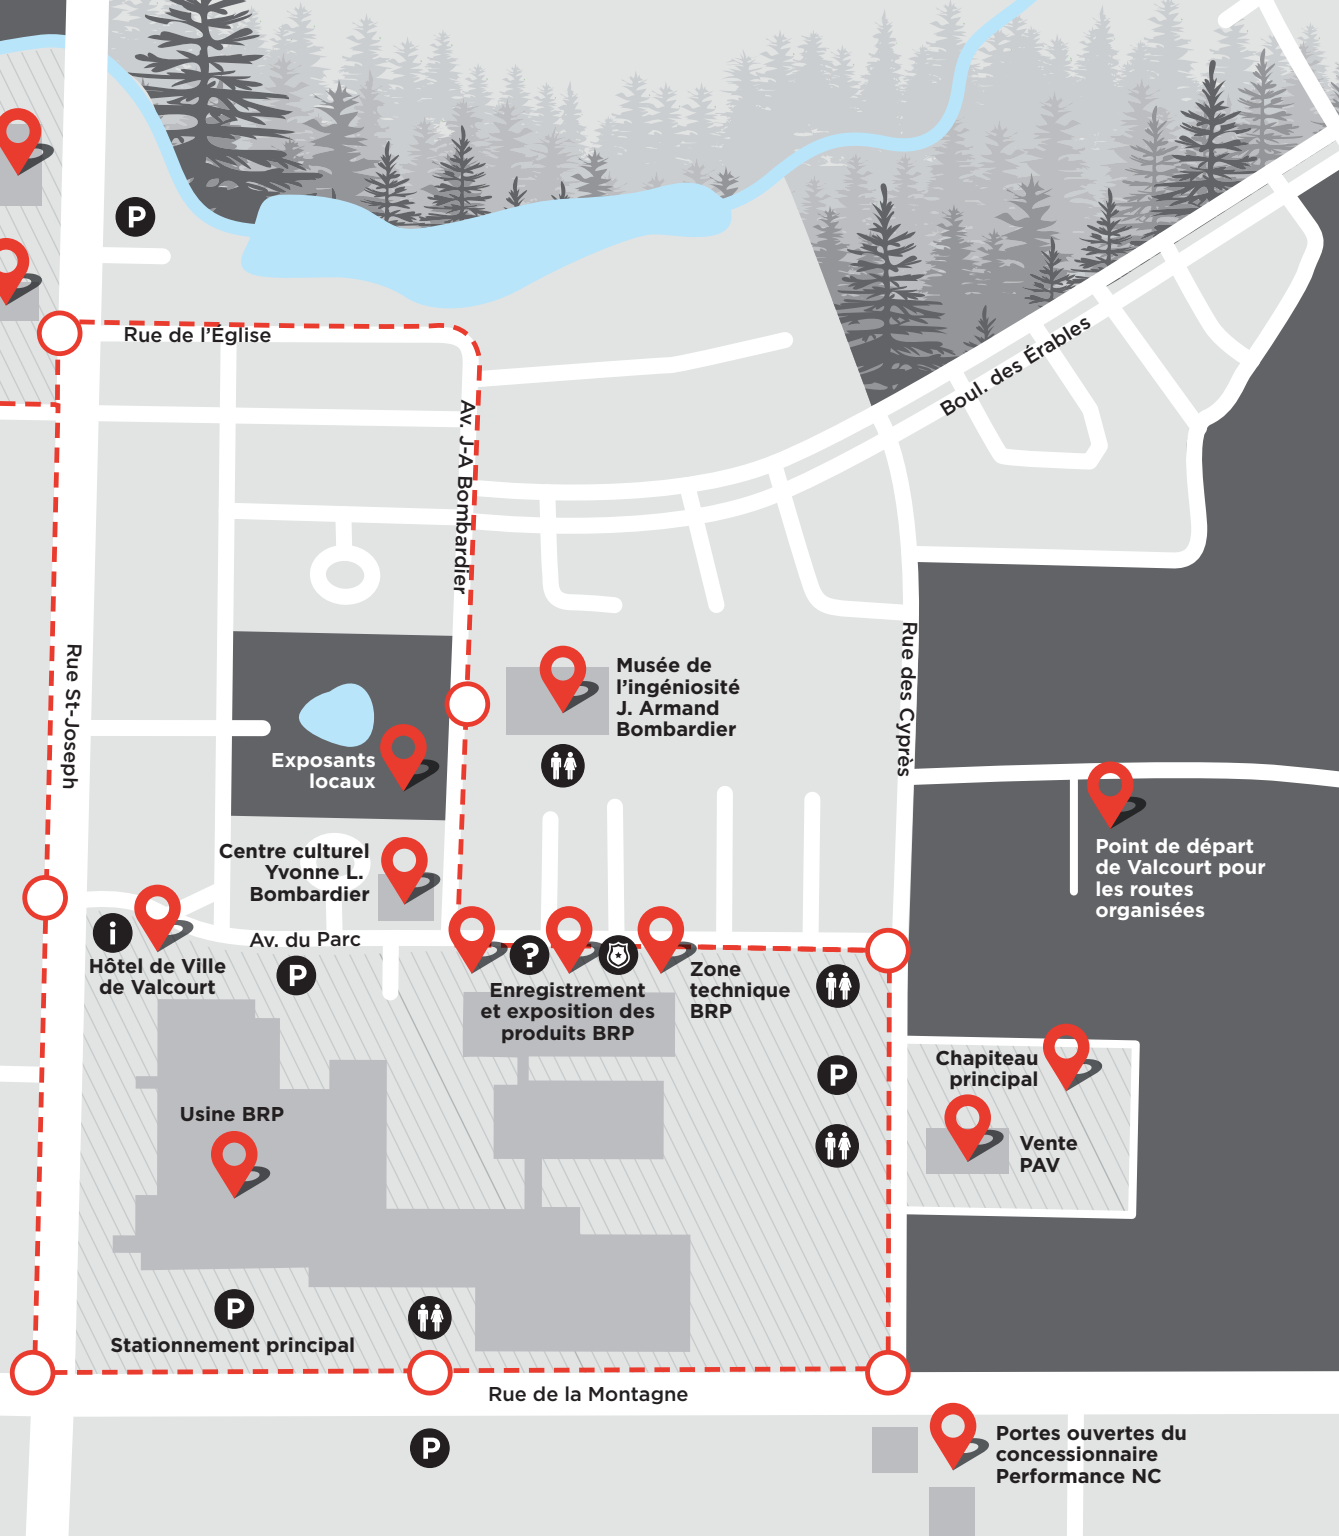 P
Rue de l'Église
Boul. des Érables
Av. J-A Bombardier
Rue des Cyprès
Rue St-Joseph
Musée de
l'ingéniosité
J. Armand
Bombardier
Exposants
locaux
Point de départ
de Valcourt pour
les routes
organisées
Centre culturel
Yvonne L.
Bombardier
i
Av. du Parc
?
Hôtel de Ville
de Valcourt
P
Zone
technique
BRP
Enregistrement
et exposition des
produits BRP
Chapiteau
principal
P
Usine BRP
Vente
PAV
P
Stationnement principal
Rue de la Montagne
P
Portes ouvertes du
concessionnaire
Performance NC